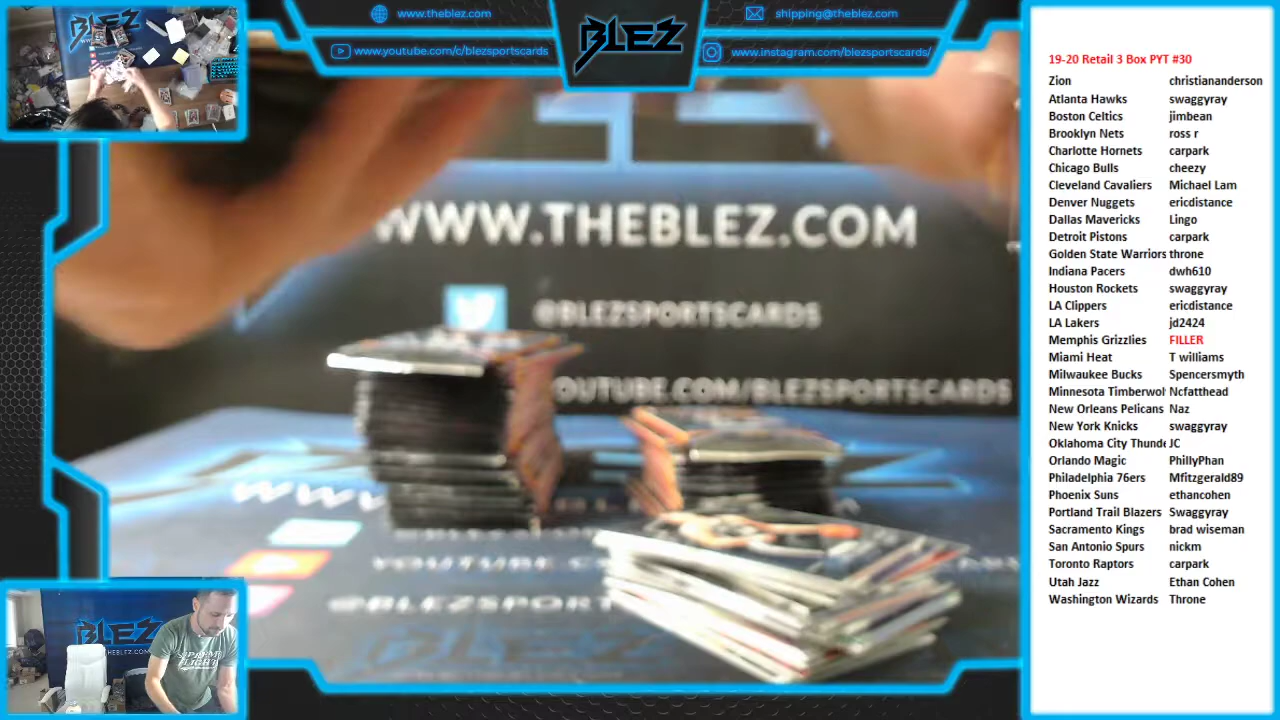 www.theblez.com
www.youtube.com/c/blezsportscards
BLEZ
shipping@theblez.com
www.instagram.com/blezsportscards/
WWW.THEBLEZ.COM
@BLEZSPORTSCARDS
YOUTUBE.COM/BLEZSPORTSCARDS
@BLEZSPORT
BLEZ
THEBLEZ.COM
19-20 Retail 3 Box PYT #30
Zion christiananderson
Atlanta Hawks swaggyray
Boston Celtics jimbean
Brooklyn Nets ross r
Charlotte Hornets carpark
Chicago Bulls cheezy
Cleveland Cavaliers Michael Lam
Denver Nuggets ericdistance
Dallas Mavericks Lingo
Detroit Pistons carpark
Golden State Warriors throne
Indiana Pacers dwh610
Houston Rockets swaggyray
LA Clippers ericdistance
LA Lakers jd2424
Memphis Grizzlies FILLER
Miami Heat T williams
Milwaukee Bucks Spencersmyth
Minnesota Timberwol Ncfatthead
New Orleans Pelicans Naz
New York Knicks swaggyray
Oklahoma City Thunde JC
Orlando Magic PhillyPhan
Philadelphia 76ers Mfitzgerald89
Phoenix Suns ethancohen
Portland Trail Blazers Swaggyray
Sacramento Kings brad wiseman
San Antonio Spurs nickm
Toronto Raptors carpark
Utah Jazz Ethan Cohen
Washington Wizards Throne